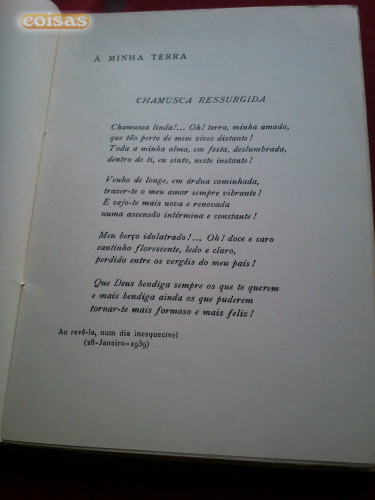 coisas
À MINHA TERRA
CHAMUSCA RESSURGIDA
Chamusca linda!... Oh! terra, minha amada,
que tão perto de mim vives distante!
Toda a minha alma, em festa, deslumbrada,
dentro de ti, eu sinto, neste instante!
Venho de longe, em árdua caminhada,
trazer-te o meu amor sempre vibrante!
E vejo-te mais nova e renovada
numa ascensão intérmina e constante!
Meu berço idolatrado!... Oh! doce e caro
cantinho florescente, ledo e claro,
perdido entre os vergéis do meu país!
Que Deus bendiga sempre os que te querem
e mais bendiga ainda os que puderem
tornar-te mais formoso e mais feliz!
Ao revê-la, num dia inesquecível
(28-Janeiro-1939)